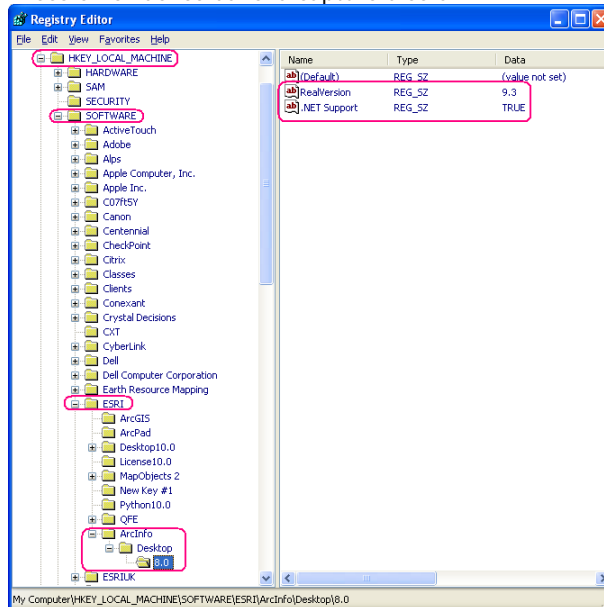 Registry Editor
File Edit View Favorites Help
HKEY_LOCAL_MACHINE
HARDWARE
SAM
SECURITY
SOFTWARE
ActiveTouch
Adobe
Alps
Apple Computer, Inc.
Apple Inc.
C07ft5Y
Canon
Centennial
CheckPoint
Citrix
Classes
Clients
Conexant
Crystal Decisions
CXT
CyberLink
Dell
Dell Computer Corporation
Earth Resource Mapping
ESRI
ArcGIS
ArcPad
Desktop10.0
License10.0
MapObjects 2
New Key #1
Python10.0
QFE
ArcInfo
Desktop
8.0
ESRIUK
Name Type Data
ab (Default) REG_SZ (value not set)
ab RealVersion REG_SZ 9.3
ab .NET Support REG_SZ TRUE
My Computer\HKEY_LOCAL_MACHINE\SOFTWARE\ESRI\ArcInfo\Desktop\8.0